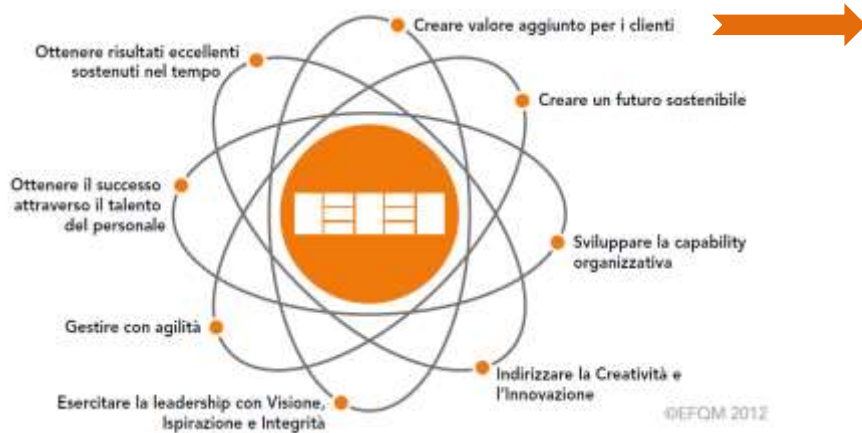 Creare valore aggiunto per i clienti
Creare un futuro sostenibile
Sviluppare la capability
organizzativa
Indirizzare la Creatività e
l'Innovazione
Esercitare la leadership con Visione,
Ispirazione e Integrità
Gestire con agilità
Ottenere il successo
attraverso il talento
del personale
Ottenere risultati eccellenti
sostenuti nel tempo
©EFQM 2012